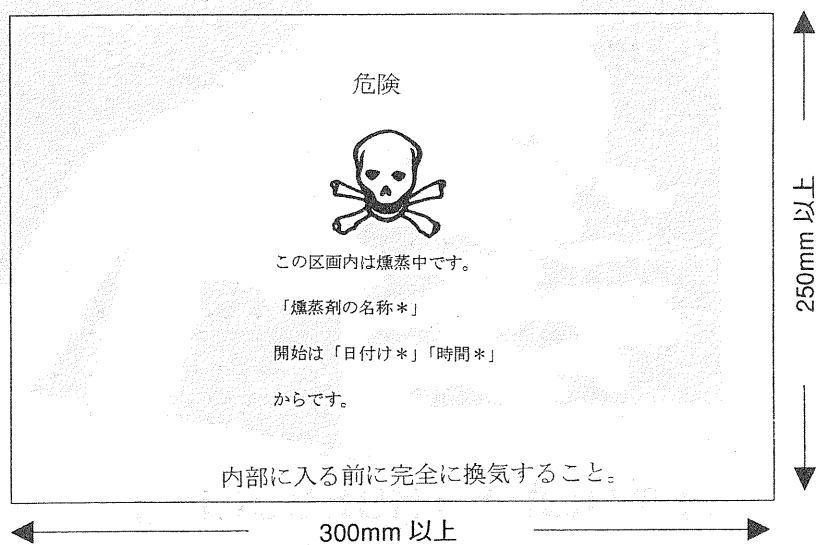 危険
この区画内は燻蒸中です。
「燻蒸剤の名称＊」
開始は「日付け＊」「時間＊」
からです。
内部に入る前に完全に換気すること。
250mm 以上
300mm 以上